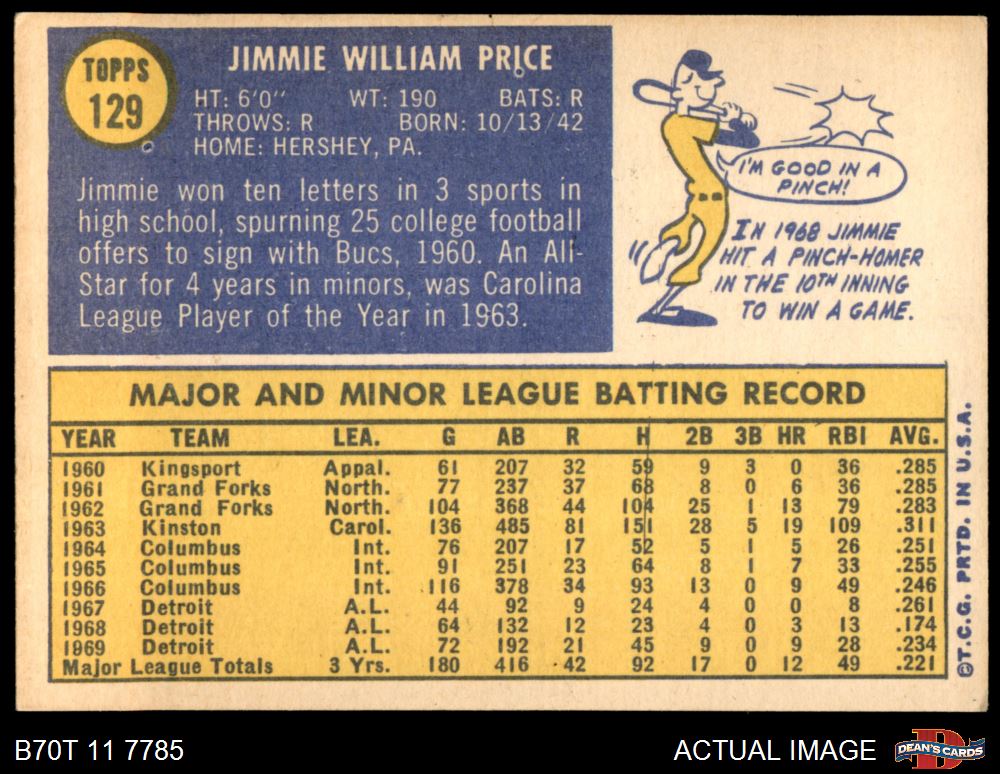 TOPPS
129
JIMMIE WILLIAM PRICE
HT: 6'0" WT: 190 BATS: R
THROWS: R BORN: 10/13/42
HOME: HERSHEY, PA.
Jimmie won ten letters in 3 sports in
high school, spurning 25 college football
offers to sign with Bucs, 1960. An All-
Star for 4 years in minors, was Carolina
League Player of the Year in 1963.
I'M GOOD IN A
PINCH!
IN 1968 JIMMIE
HIT A PINCH-HOMER
IN THE 10TH INNING
TO WIN A GAME.
MAJOR AND MINOR LEAGUE BATTING RECORD
YEAR TEAM LEA. G AB R H 2B 3B HR RBI AVG.
1960 Kingsport Appal. 61 207 32 59 9 3 0 36 .285
1961 Grand Forks North. 77 237 37 68 8 0 6 36 .285
1962 Grand Forks North. 104 368 44 104 25 1 13 79 .283
1963 Kinston Carol. 136 485 81 151 28 5 19 109 .311
1964 Columbus Int. 76 207 17 52 5 1 5 26 .251
1965 Columbus Int. 91 251 23 64 8 1 7 33 .255
1966 Columbus Int. 116 378 34 93 13 0 9 49 .246
1967 Detroit A.L. 44 92 9 24 4 0 0 8 .261
1968 Detroit A.L. 64 132 12 23 4 0 3 13 .174
1969 Detroit A.L. 72 192 21 45 9 0 9 28 .234
Major League Totals 3 Yrs. 180 416 42 92 17 0 12 49 .221
©T.C.G. PRTD. IN U.S.A.
B70T 11 7785
ACTUAL IMAGE
DEAN'S CARDS